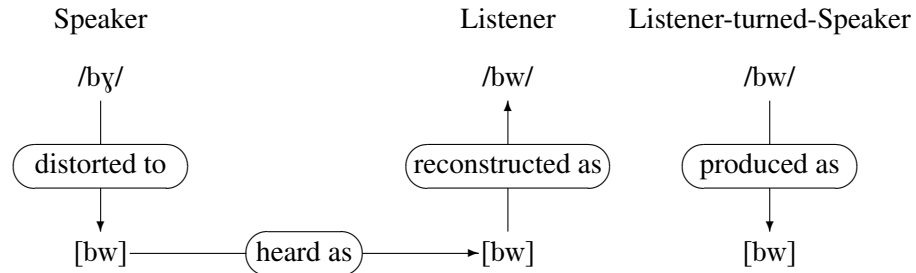 Speaker Listener Listener-turned-Speaker
/bɣ/ /bw/ /bw/
distorted to reconstructed as produced as
[bw] heard as [bw] [bw]